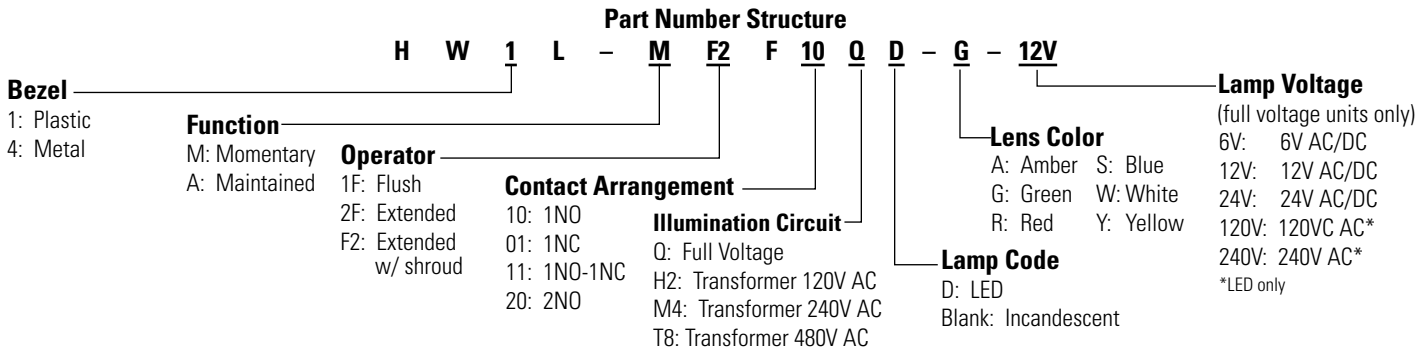 Part Number Structure
H W 1 L – M F2 F 10 Q D – G – 12V
Bezel
1: Plastic
4: Metal
Function
M: Momentary
A: Maintained
Operator
1F: Flush
2F: Extended
F2: Extended
w/ shroud
Contact Arrangement
10: 1NO
01: 1NC
11: 1NO-1NC
20: 2NO
Illumination Circuit
Q: Full Voltage
H2: Transformer 120V AC
M4: Transformer 240V AC
T8: Transformer 480V AC
Lamp Code
D: LED
Blank: Incandescent
Lens Color
A: Amber S: Blue
G: Green W: White
R: Red Y: Yellow
Lamp Voltage
(full voltage units only)
6V: 6V AC/DC
12V: 12V AC/DC
24V: 24V AC/DC
120V: 120VC AC*
240V: 240V AC*
*LED only